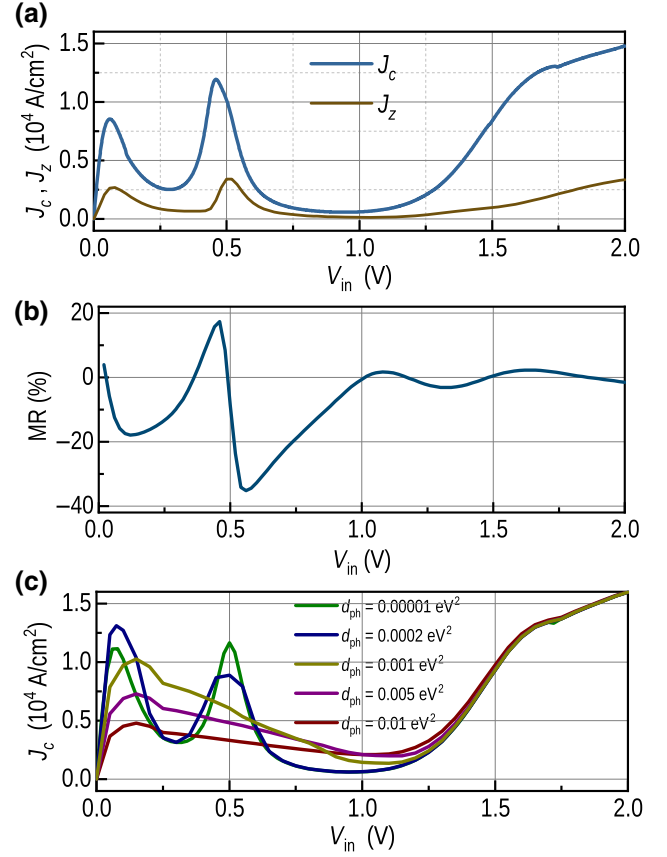 (a)
1.5
1.0
0.5
0.0
J_c , J_z (10^4 A/cm^2)
J_c
J_z
0.0 0.5 1.0 1.5 2.0
V_in (V)
(b)
20
0
−20
−40
MR (%)
0.0 0.5 1.0 1.5 2.0
V_in (V)
(c)
1.5
1.0
0.5
0.0
J_c (10^4 A/cm^2)
d_ph = 0.00001 eV^2
d_ph = 0.0002 eV^2
d_ph = 0.001 eV^2
d_ph = 0.005 eV^2
d_ph = 0.01 eV^2
0.0 0.5 1.0 1.5 2.0
V_in (V)